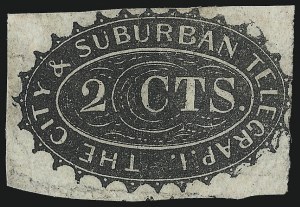 THE CITY & SUBURBAN TELEGRAPH.
2 CTS.